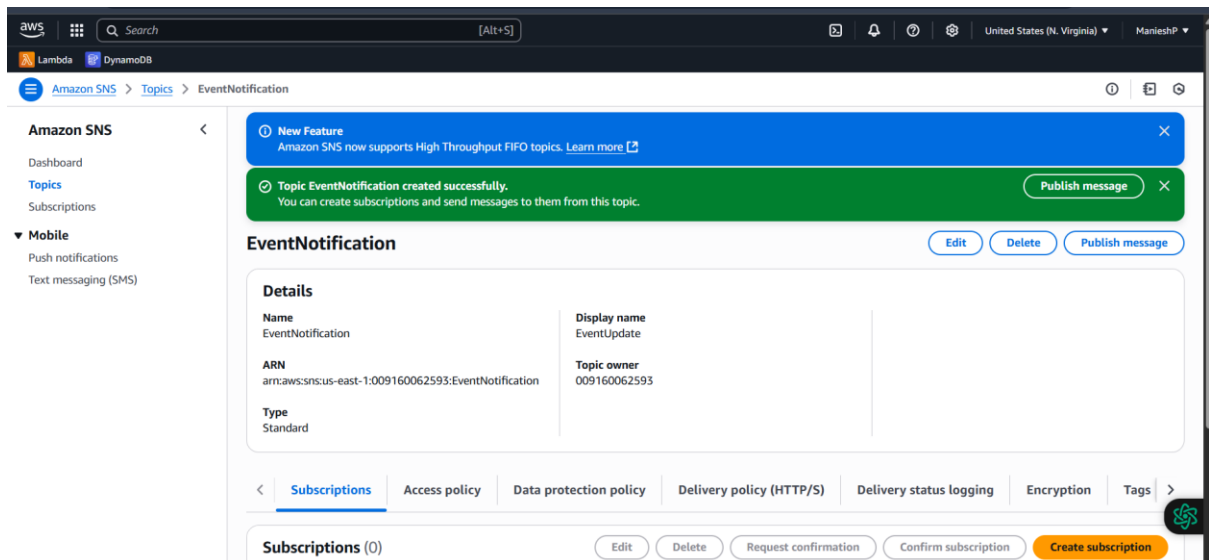 aws Search [Alt+S] United States (N. Virginia) ▼ ManieshP ▼
Lambda DynamoDB
Amazon SNS > Topics > EventNotification
Amazon SNS
Dashboard
Topics
Subscriptions
▼ Mobile
Push notifications
Text messaging (SMS)
New Feature
Amazon SNS now supports High Throughput FIFO topics. Learn more
Topic EventNotification created successfully.
You can create subscriptions and send messages to them from this topic.
Publish message
EventNotification
Edit Delete Publish message
Details
Name
EventNotification
ARN
arn:aws:sns:us-east-1:009160062593:EventNotification
Type
Standard
Display name
EventUpdate
Topic owner
009160062593
Subscriptions Access policy Data protection policy Delivery policy (HTTP/S) Delivery status logging Encryption Tags
Subscriptions (0) Edit Delete Request confirmation Confirm subscription Create subscription